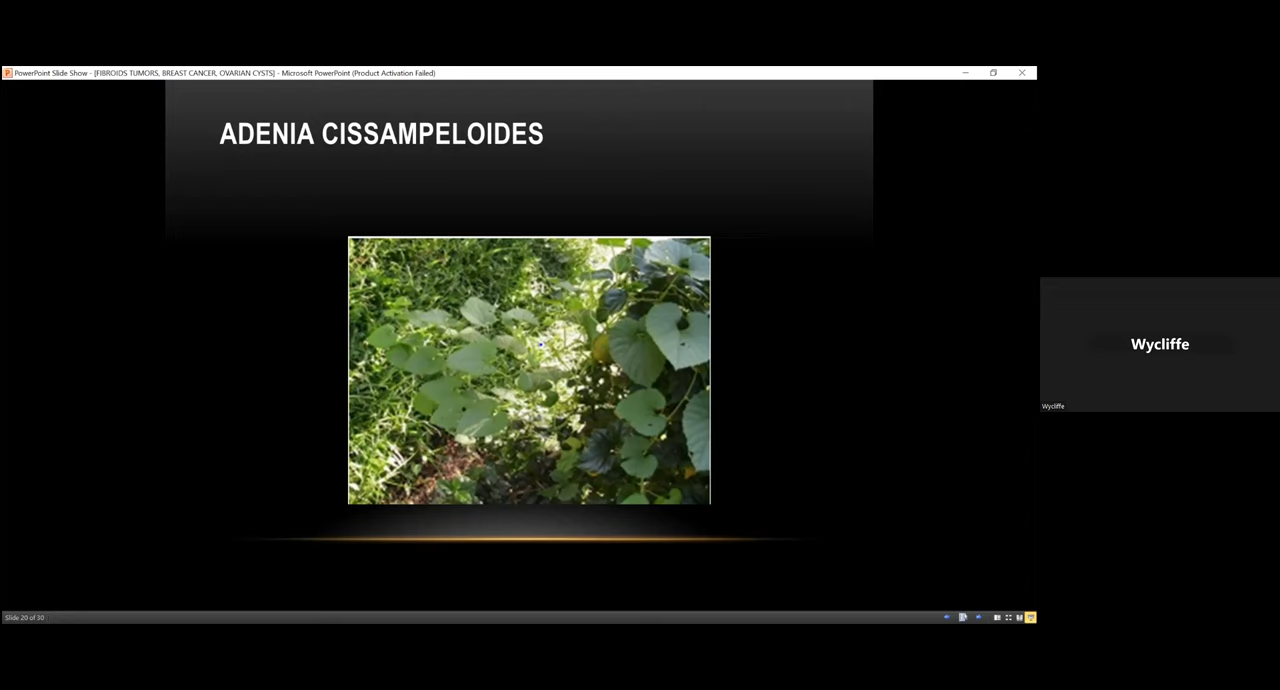 PowerPoint Slide Show - [FIBROIDS TUMORS, BREAST CANCER, OVARIAN CYSTS] - Microsoft PowerPoint (Product Activation Failed)
ADENIA CISSAMPELOIDES
Wycliffe
Wycliffe
Slide 20 of 30